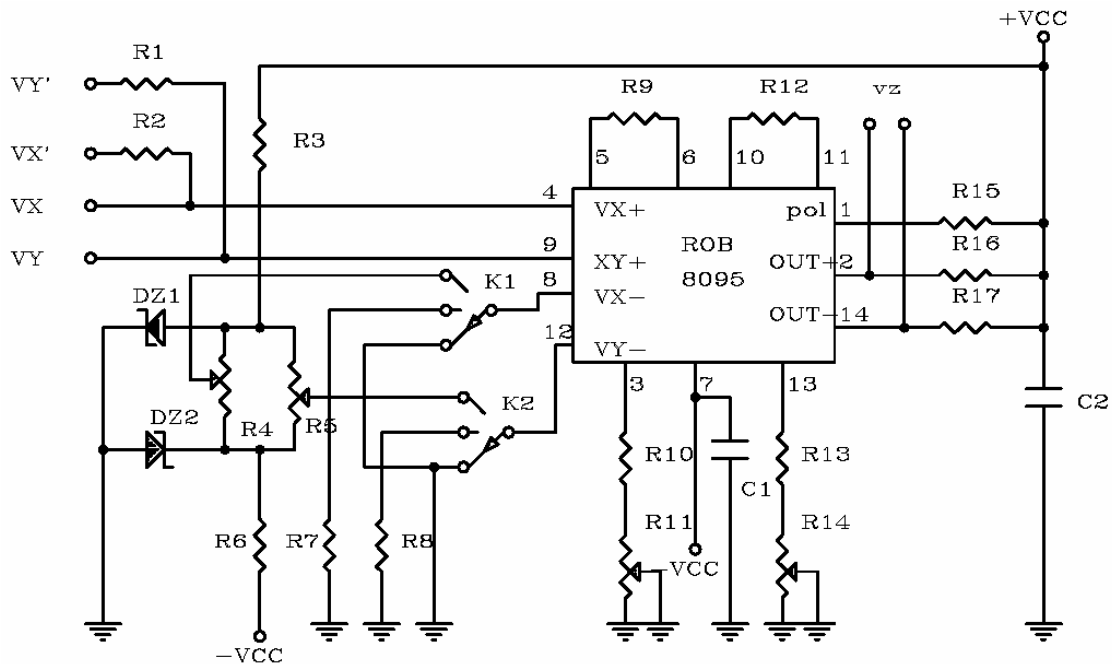 +VCC
R1
VY'
R9
R12
vz
R2
R3
VX'
5
6
10
11
R15
VX
4
VX+
pol
1
ROB
R16
VY
9
XY+
OUT+
2
8095
K1
8
VX-
R17
DZ1
OUT-
14
12
VY-
3
7
13
K2
C2
DZ2
R4
R5
R10
R13
C1
R11
R14
R6
R7
R8
-VCC
-VCC